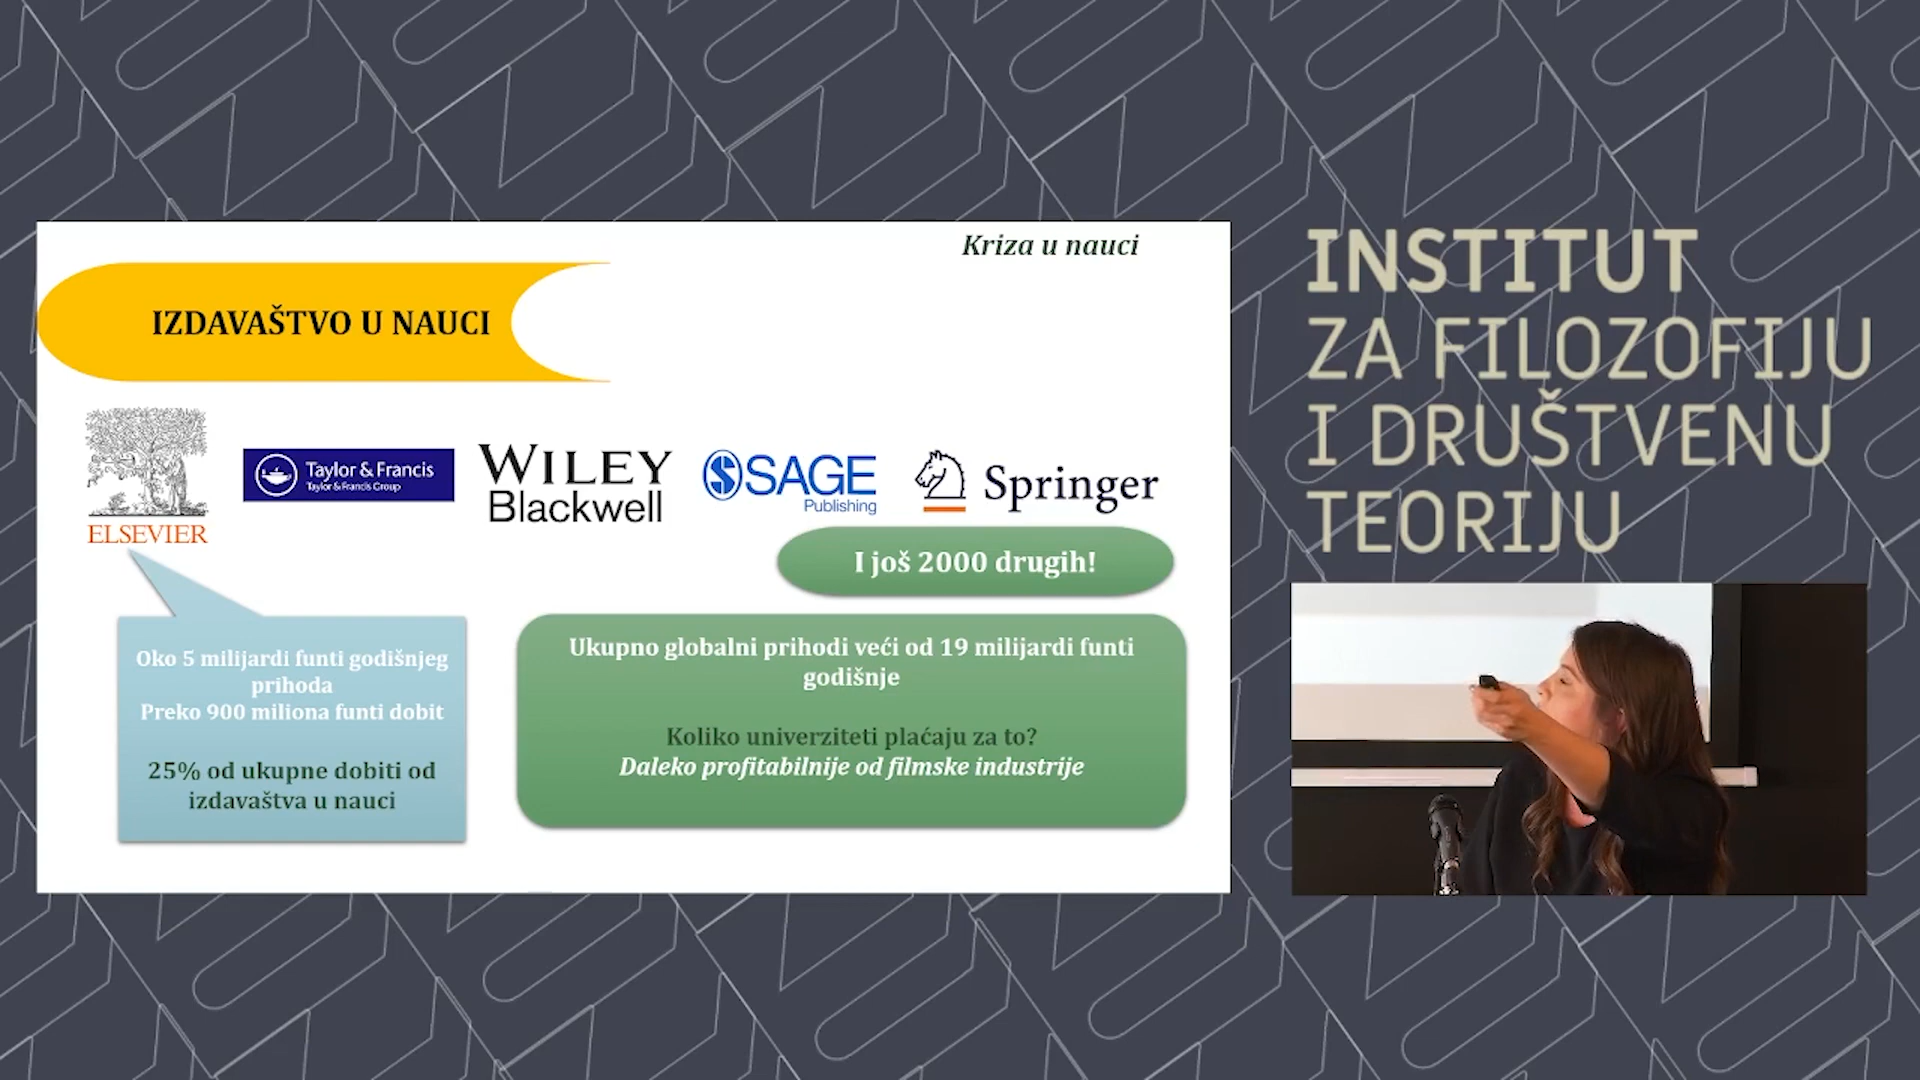 Kriza u nauci
IZDAVAŠTVO U NAUCI
ELSEVIER
Taylor & Francis
Taylor & Francis Group
WILEY
Blackwell
SAGE
Publishing
Springer
I još 2000 drugih!
Oko 5 milijardi funti godišnjeg
prihoda
Preko 900 miliona funti dobit
25% od ukupne dobiti od
izdavaštva u nauci
Ukupno globalni prihodi veći od 19 milijardi funti
godišnje
Koliko univerziteti plaćaju za to?
Daleko profitabilnije od filmske industrije
INSTITUT
ZA FILOZOFIJU
I DRUŠTVENU
TEORIJU